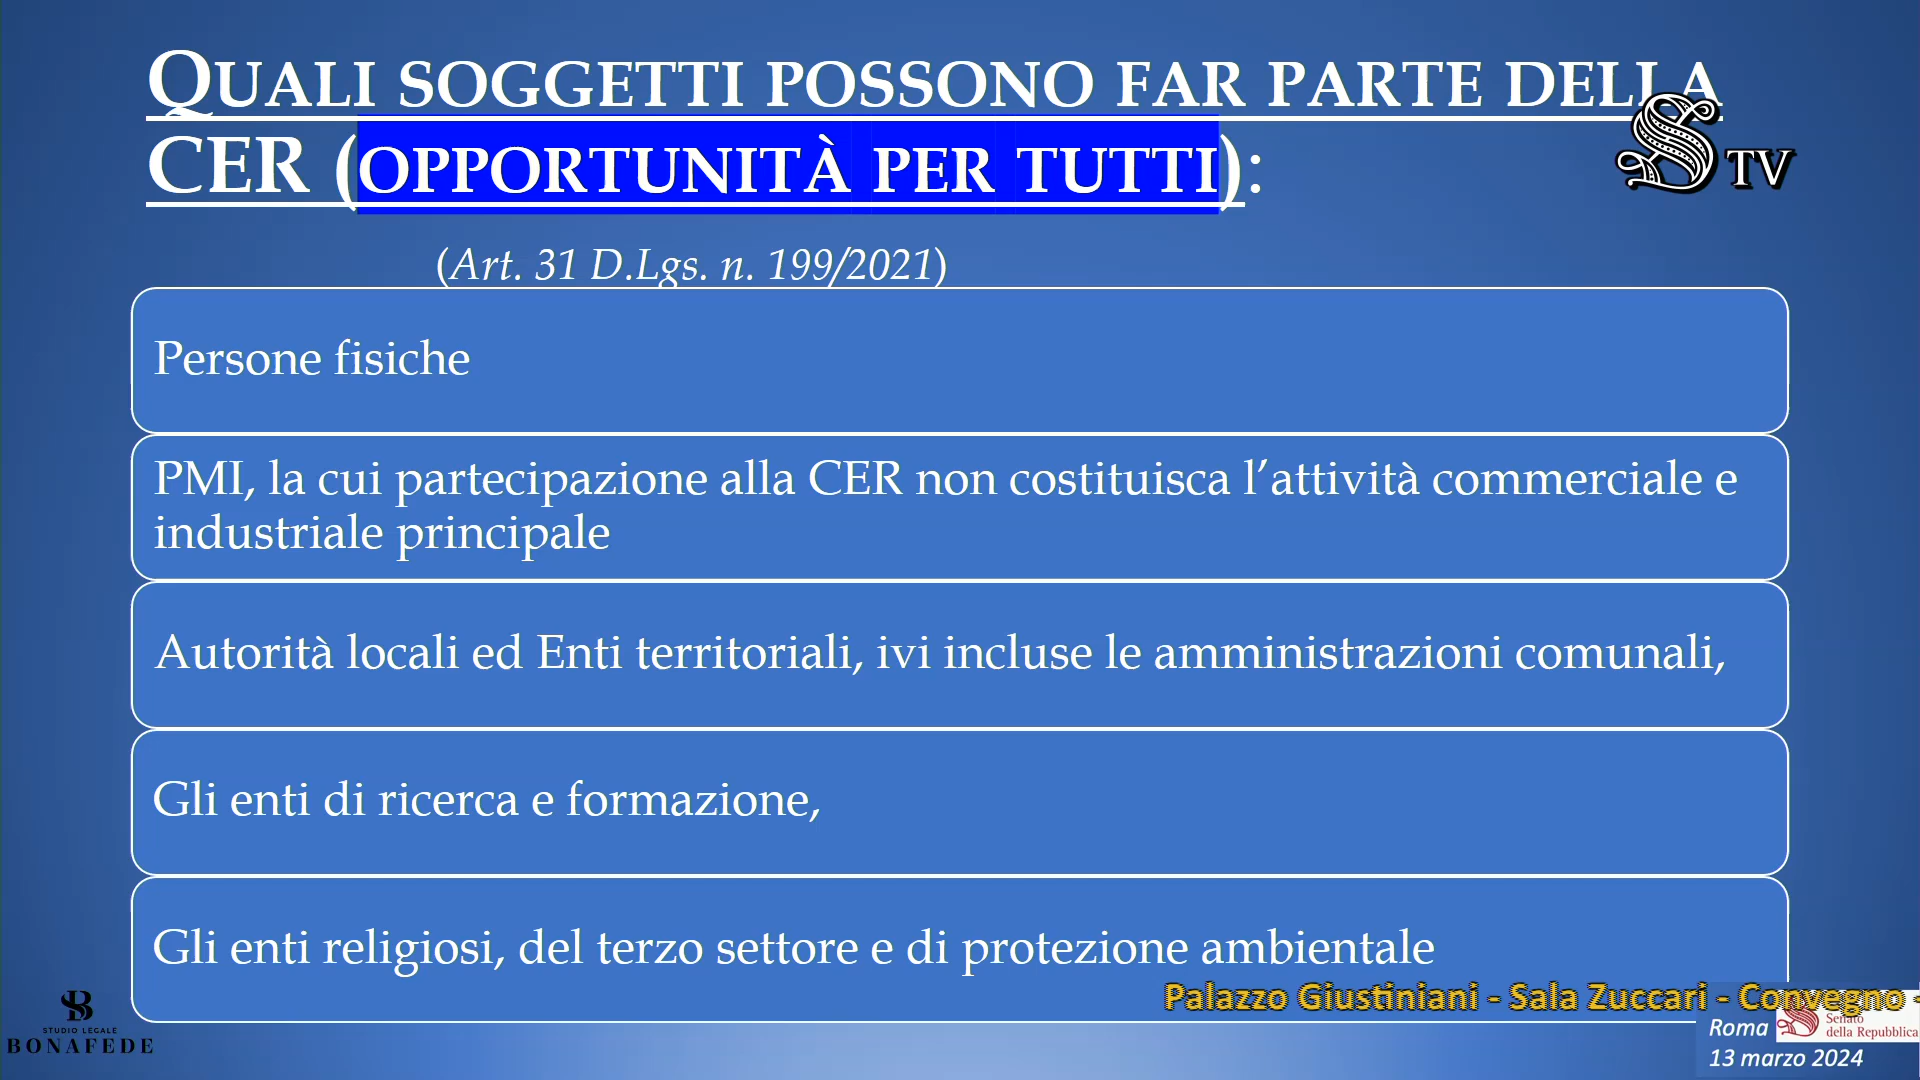 QUALI SOGGETTI POSSONO FAR PARTE DELLA
CER (OPPORTUNITÀ PER TUTTI):
S TV
(Art. 31 D.Lgs. n. 199/2021)
Persone fisiche
PMI, la cui partecipazione alla CER non costituisca l’attività commerciale e
industriale principale
Autorità locali ed Enti territoriali, ivi incluse le amministrazioni comunali,
Gli enti di ricerca e formazione,
Gli enti religiosi, del terzo settore e di protezione ambientale
Palazzo Giustiniani - Sala Zuccari - Convegno -
SB
STUDIO LEGALE
BONAFEDE
Roma
13 marzo 2024
Senato
della Repubblica